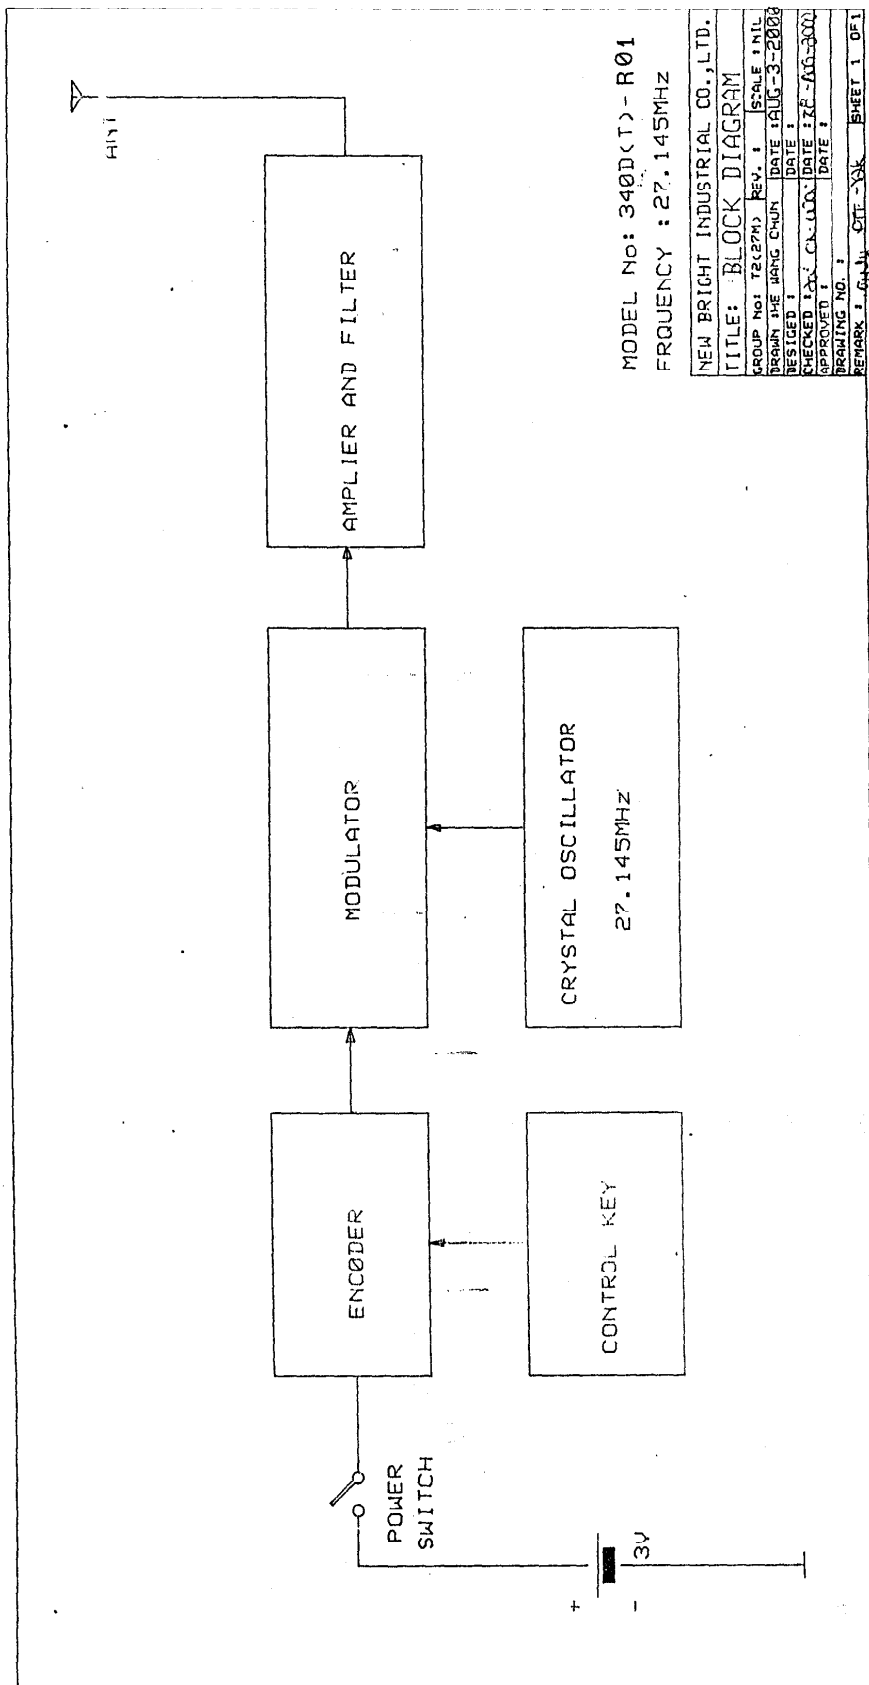 ANT
AMPLIER AND FILTER
MODULATOR
ENCODER
POWER
SWITCH
+
-
3V
CONTROL KEY
CRYSTAL OSCILLATOR
27.145MHz
MODEL No: 340D(T)-R01
FRQUENCY : 27.145MHz
NEW BRIGHT INDUSTRIAL CO.,LTD.
TITLE: BLOCK DIAGRAM
GROUP No: T2(27M) REV. : SCALE : NIL
DRAWN :HE WANG CHUN DATE :AUG-3-2000
DESIGED : DATE :
CHECKED : DATE :
APPROVED : DATE :
DRAWING NO. :
REMARK : SHEET 1 OF1